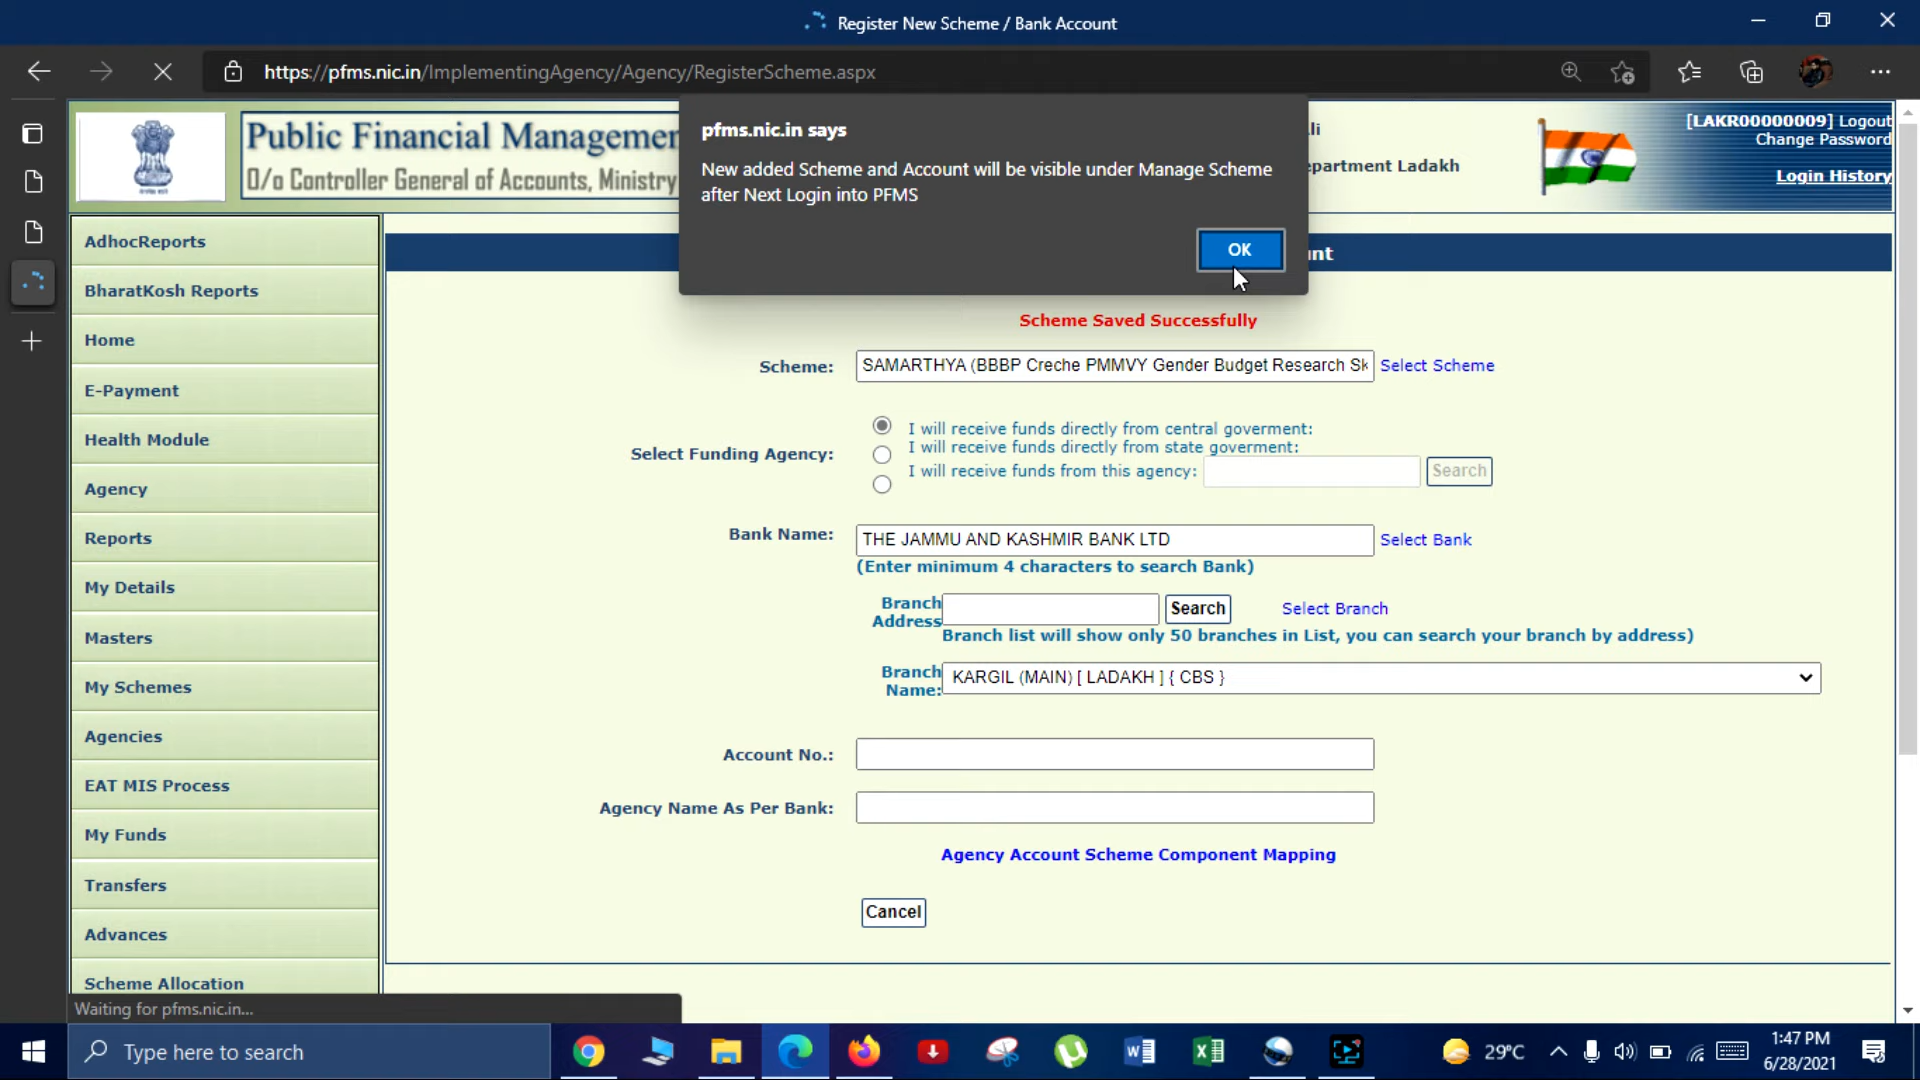 Register New Scheme / Bank Account
https://pfms.nic.in/ImplementingAgency/Agency/RegisterScheme.aspx
pfms.nic.in says
New added Scheme and Account will be visible under Manage Scheme
after Next Login into PFMS
OK
Public Financial
O/o Controller General of Accounts, Ministry
Ladakh
[LAKR00000009] Logout
Change Password
Login History
AdhocReports
BharatKosh Reports
Home
E-Payment
Health Module
Agency
Reports
My Details
Masters
My Schemes
Agencies
EAT MIS Process
My Funds
Transfers
Advances
Scheme Allocation
Scheme Saved Successfully
Scheme: SAMARTHYA (BBBP Creche PMMVY Gender Budget Research Sk Select Scheme
Select Funding Agency:
I will receive funds directly from central goverment:
I will receive funds directly from state goverment:
I will receive funds from this agency: Search
Bank Name: THE JAMMU AND KASHMIR BANK LTD Select Bank
(Enter minimum 4 characters to search Bank)
Branch Address Search Select Branch
Branch list will show only 50 branches in List, you can search your branch by address)
Branch Name: KARGIL (MAIN) [ LADAKH ] { CBS }
Account No.:
Agency Name As Per Bank:
Agency Account Scheme Component Mapping
Cancel
Waiting for pfms.nic.in...
Type here to search
29°C
1:47 PM
6/28/2021